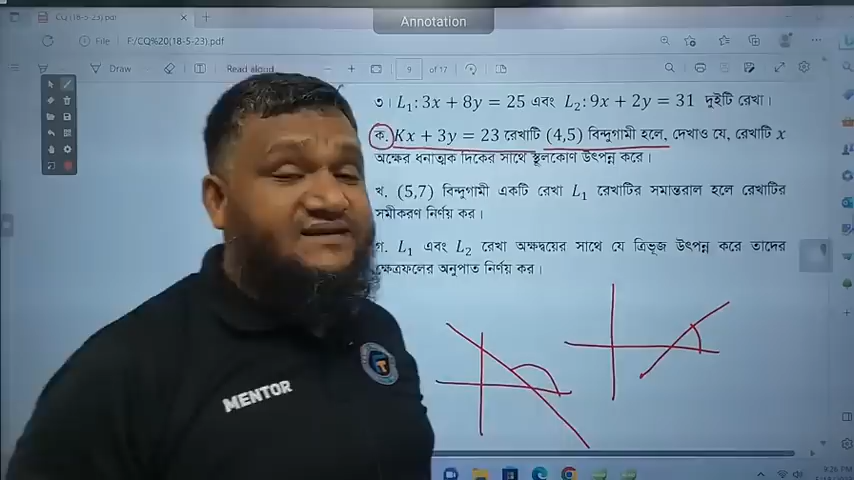 Annotation
CQ (18-5-23).pdf
File F:/CQ%20(18-5-23).pdf
Draw Read aloud 9 of 17
৩। L₁: 3x + 8y = 25 এবং L₂: 9x + 2y = 31 দুইটি রেখা।
ক. Kx + 3y = 23 রেখাটি (4,5) বিন্দুগামী হলে, দেখাও যে, রেখাটি x
অক্ষের ধনাত্মক দিকের সাথে স্থূলকোণ উৎপন্ন করে।
খ. (5,7) বিন্দুগামী একটি রেখা L₁ রেখাটির সমান্তরাল হলে রেখাটির
সমীকরণ নির্ণয় কর।
গ. L₁ এবং L₂ রেখা অক্ষদ্বয়ের সাথে যে ত্রিভূজ উৎপন্ন করে তাদের
ক্ষেত্রফলের অনুপাত নির্ণয় কর।
MENTOR
9:26 PM